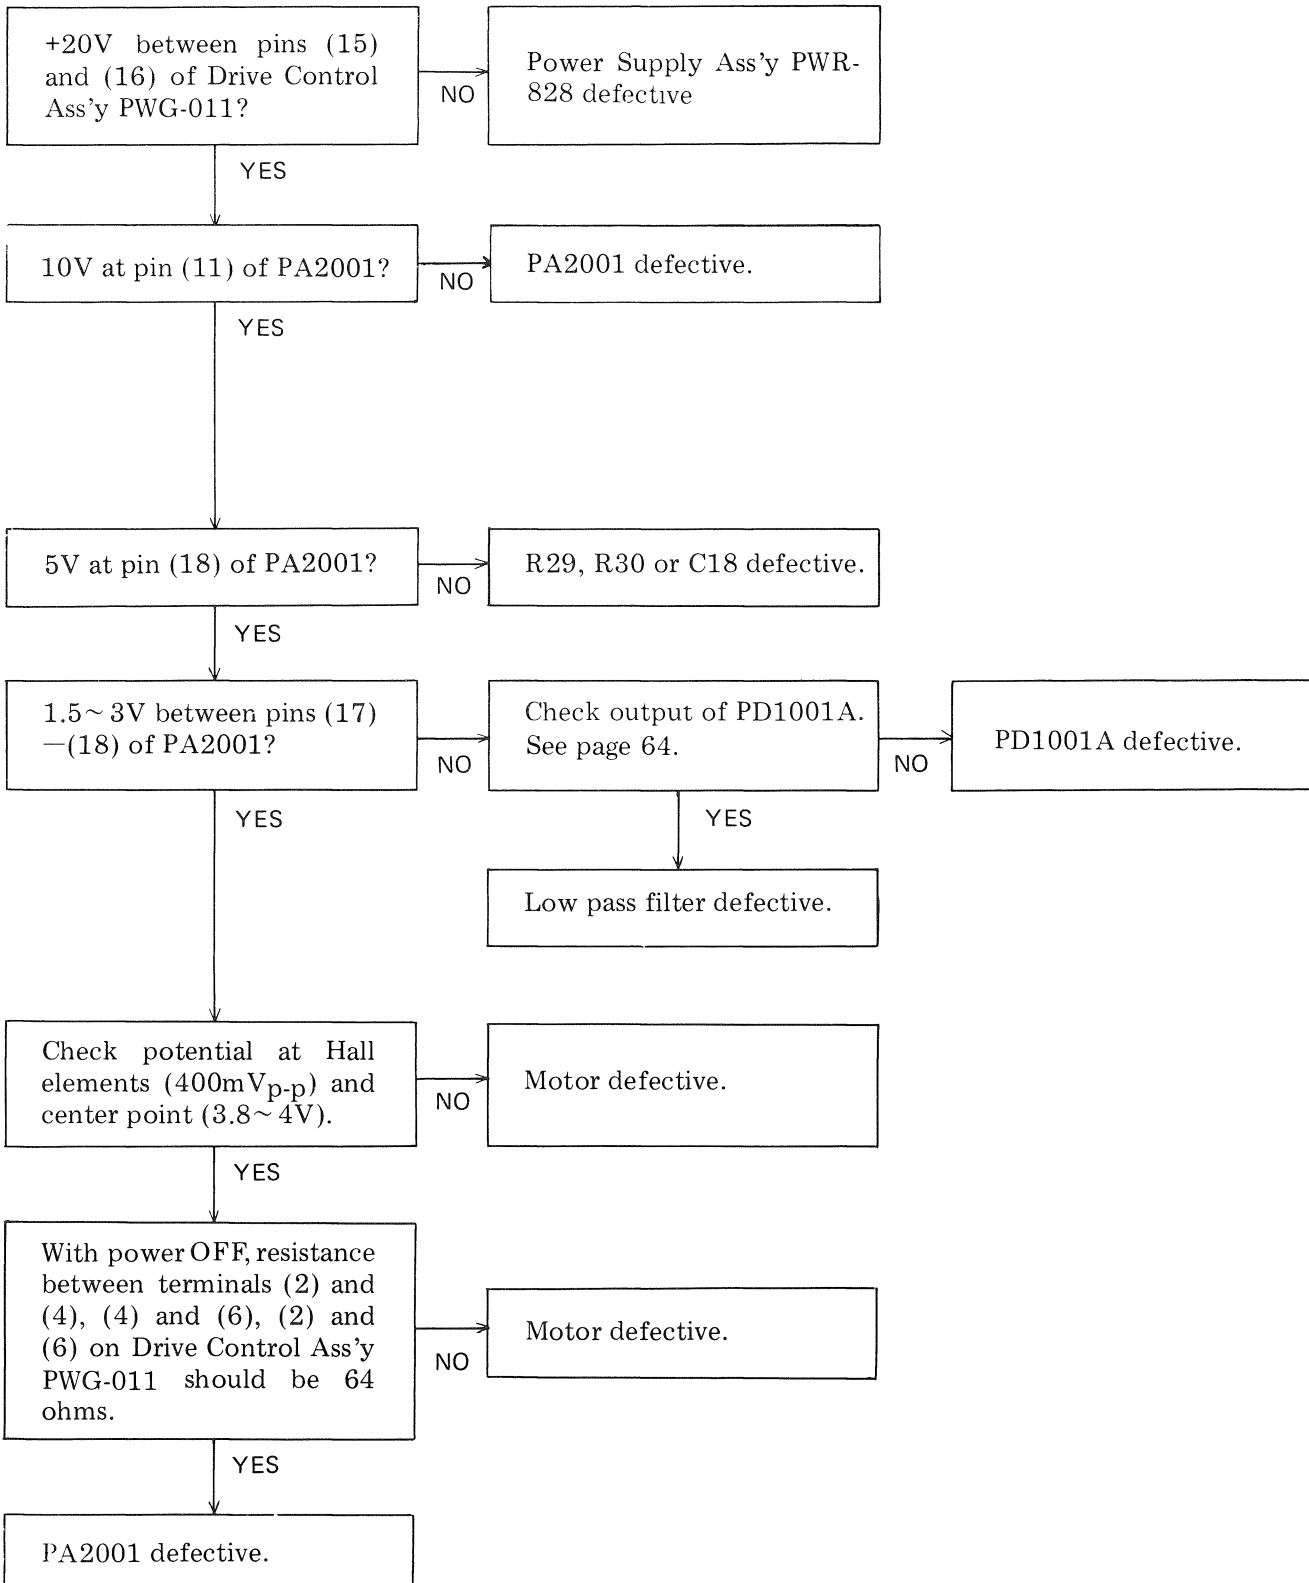 +20V between pins (15)
and (16) of Drive Control
Ass'y PWG-011?
NO
Power Supply Ass'y PWR-
828 defective
YES
10V at pin (11) of PA2001?
NO
PA2001 defective.
YES
5V at pin (18) of PA2001?
NO
R29, R30 or C18 defective.
YES
1.5~3V between pins (17)
—(18) of PA2001?
NO
Check output of PD1001A.
See page 64.
NO
PD1001A defective.
YES
YES
Low pass filter defective.
Check potential at Hall
elements (400mVp-p) and
center point (3.8~4V).
NO
Motor defective.
YES
With power OFF, resistance
between terminals (2) and
(4), (4) and (6), (2) and
(6) on Drive Control Ass'y
PWG-011 should be 64
ohms.
NO
Motor defective.
YES
PA2001 defective.